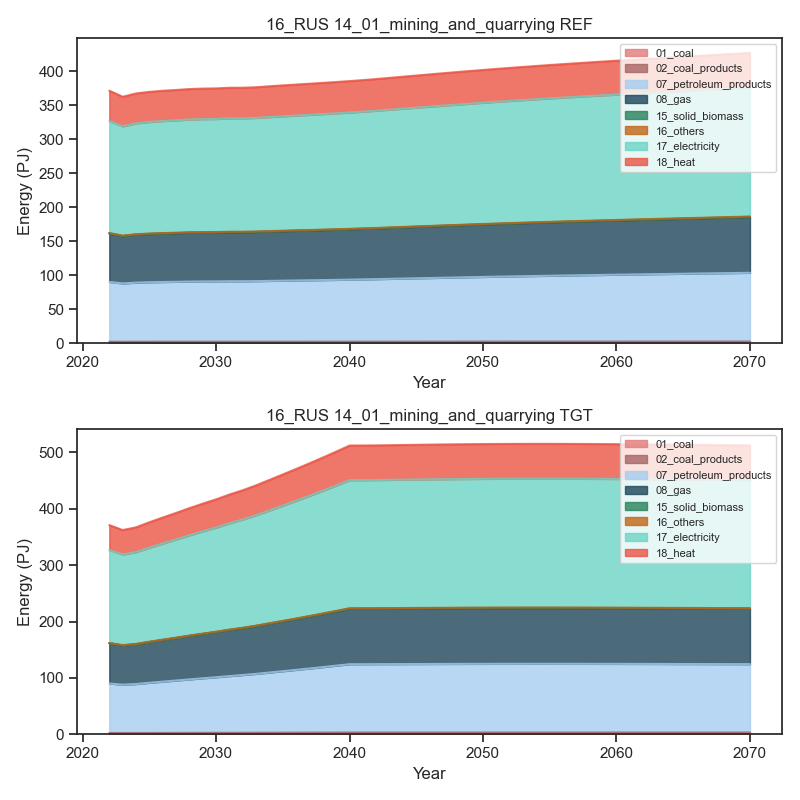 16_RUS 14_01_mining_and_quarrying REF
Energy (PJ)
400
350
300
250
200
150
100
50
0
01_coal
02_coal_products
07_petroleum_products
08_gas
15_solid_biomass
16_others
17_electricity
18_heat
2020 2030 2040 2050 2060 2070
Year
16_RUS 14_01_mining_and_quarrying TGT
Energy (PJ)
500
400
300
200
100
0
01_coal
02_coal_products
07_petroleum_products
08_gas
15_solid_biomass
16_others
17_electricity
18_heat
2020 2030 2040 2050 2060 2070
Year